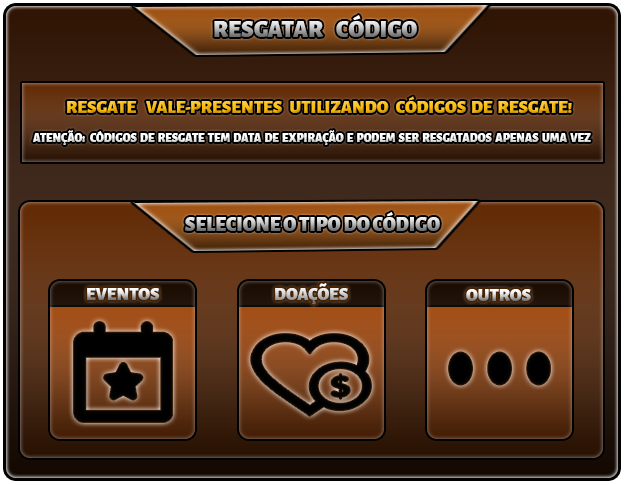 RESGATAR CÓDIGO
RESGATE VALE-PRESENTES UTILIZANDO CÓDIGOS DE RESGATE!
ATENÇÃO: CÓDIGOS DE RESGATE TEM DATA DE EXPIRAÇÃO E PODEM SER RESGATADOS APENAS UMA VEZ
SELECIONE O TIPO DO CÓDIGO
EVENTOS
DOAÇÕES
OUTROS
$